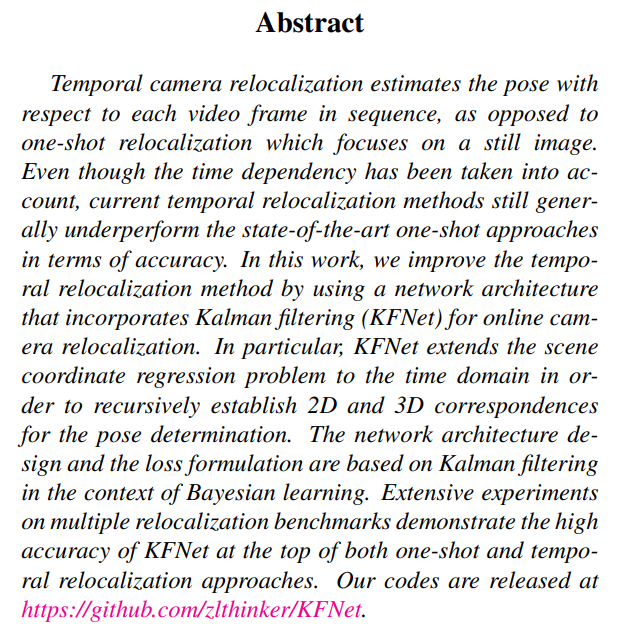 Abstract
Temporal camera relocalization estimates the pose with
respect to each video frame in sequence, as opposed to
one-shot relocalization which focuses on a still image.
Even though the time dependency has been taken into ac-
count, current temporal relocalization methods still gener-
ally underperform the state-of-the-art one-shot approaches
in terms of accuracy. In this work, we improve the tempo-
ral relocalization method by using a network architecture
that incorporates Kalman filtering (KFNet) for online cam-
era relocalization. In particular, KFNet extends the scene
coordinate regression problem to the time domain in or-
der to recursively establish 2D and 3D correspondences
for the pose determination. The network architecture de-
sign and the loss formulation are based on Kalman filtering
in the context of Bayesian learning. Extensive experiments
on multiple relocalization benchmarks demonstrate the high
accuracy of KFNet at the top of both one-shot and tempo-
ral relocalization approaches. Our codes are released at
https://github.com/zlthinker/KFNet.